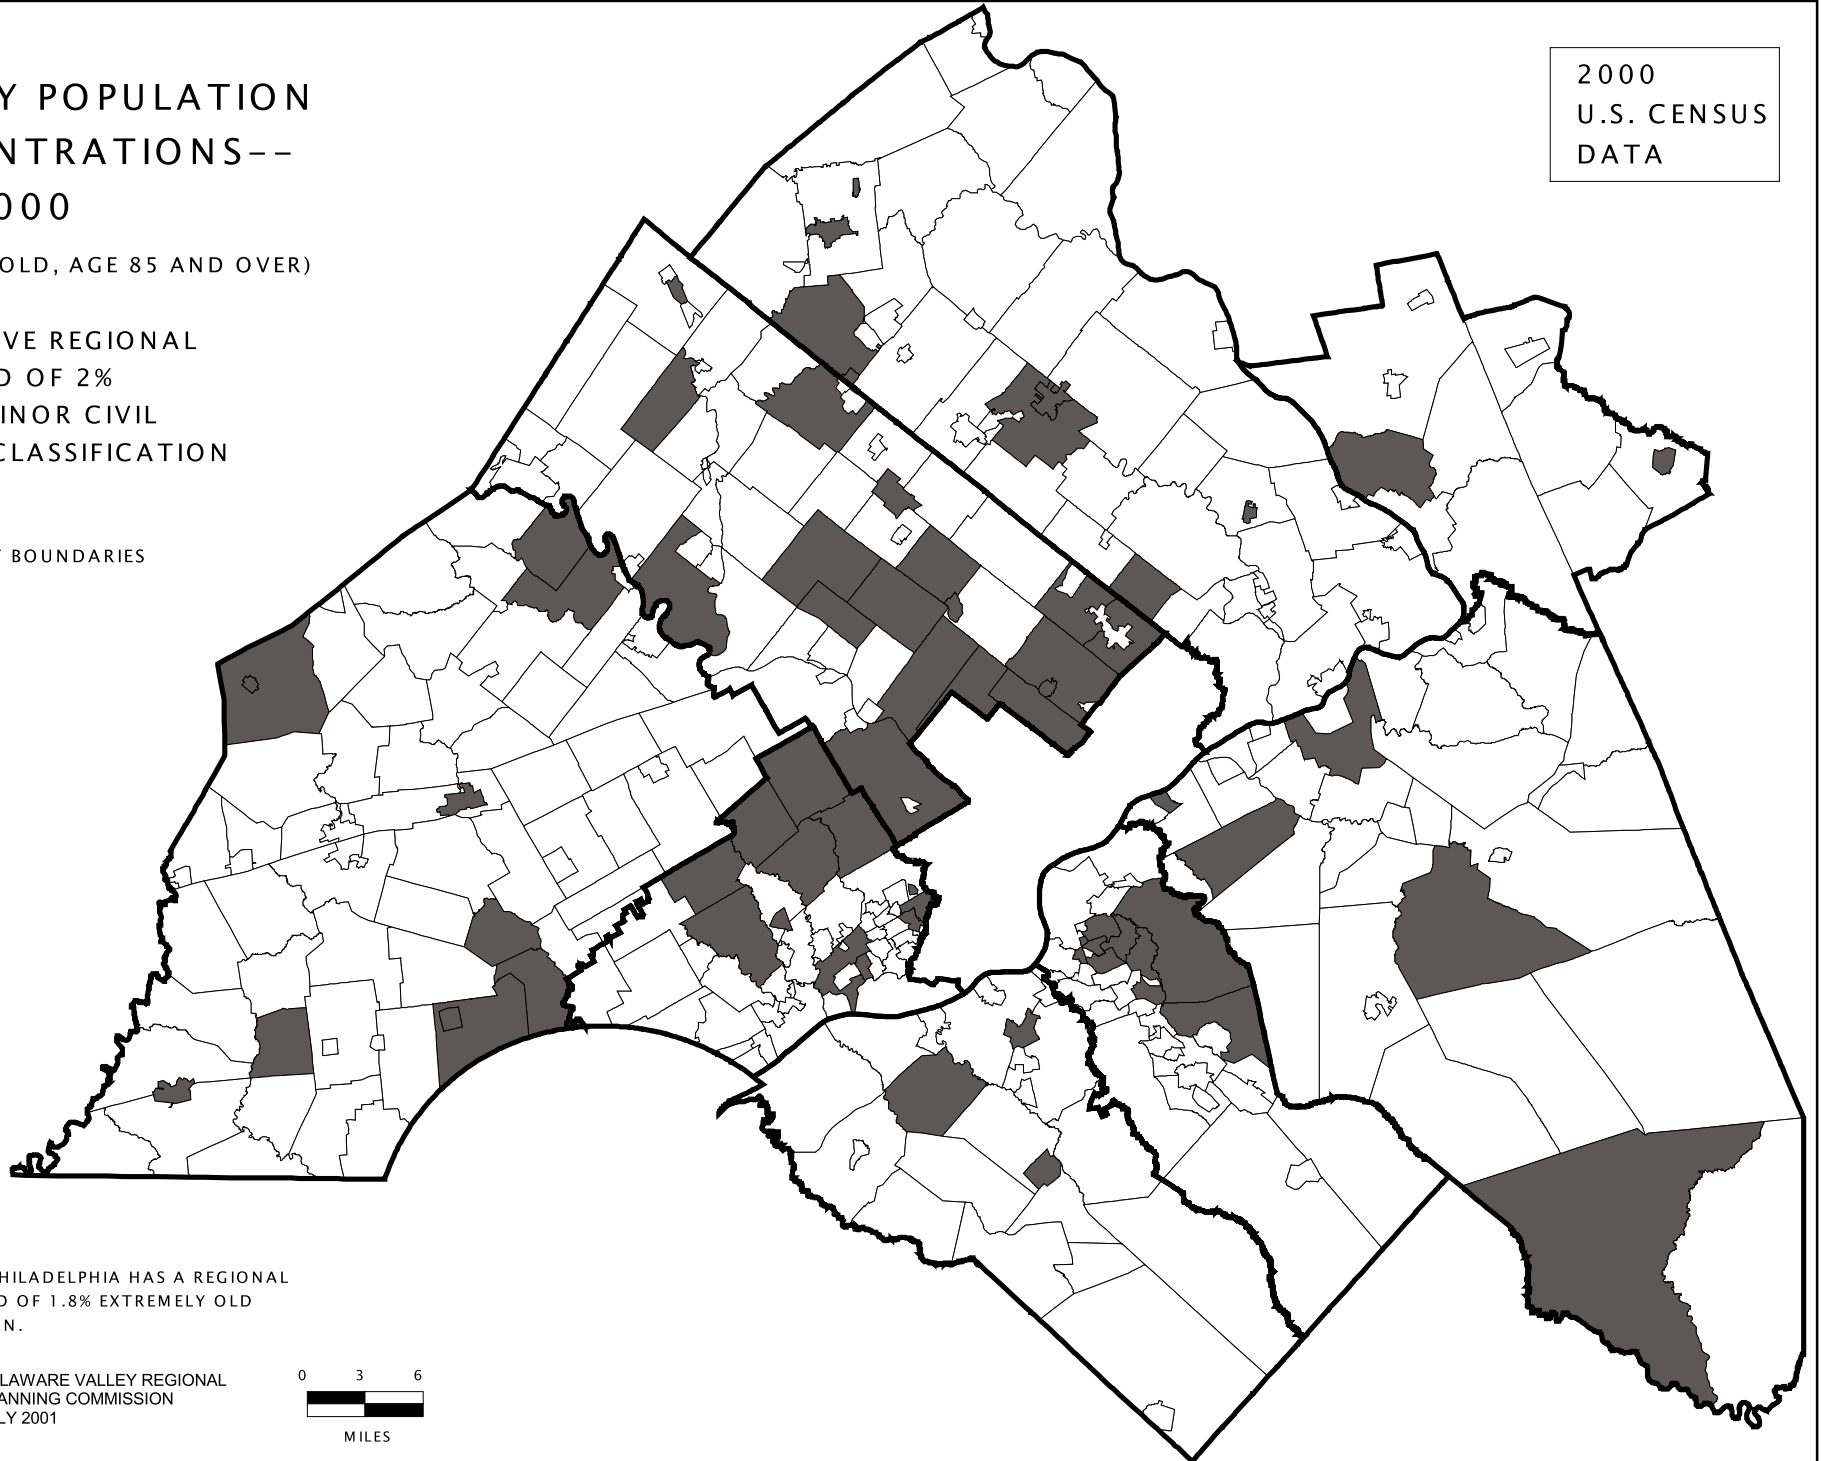 Y POPULATION
NTRATIONS--
000
OLD, AGE 85 AND OVER)
VE REGIONAL
D OF 2%
INOR CIVIL
CLASSIFICATION
Y BOUNDARIES
2000
U.S. CENSUS
DATA
HILADELPHIA HAS A REGIONAL
D OF 1.8% EXTREMELY OLD
N.
LAWARE VALLEY REGIONAL
ANNING COMMISSION
LY 2001
0 3 6
MILES